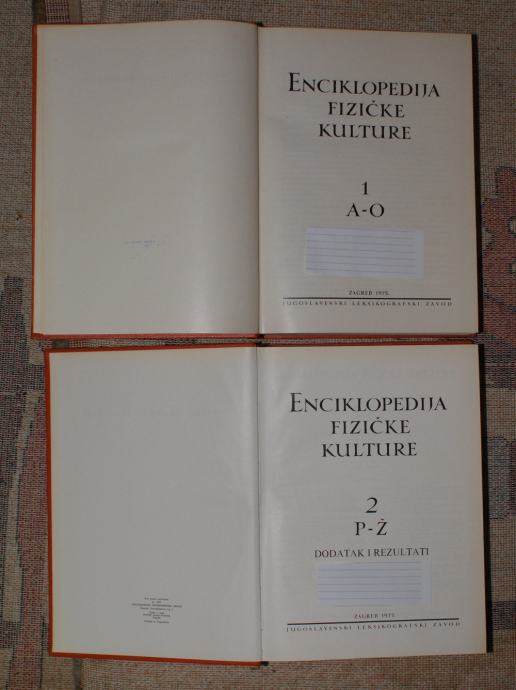 ENCIKLOPEDIJA
FIZIČKE
KULTURE
1
A-O
ZAGREB 1975.
JUGOSLAVENSKI LEKSIKOGRAFSKI ZAVOD
ENCIKLOPEDIJA
FIZIČKE
KULTURE
2
P-Ž
DODATAK I REZULTATI
ZAGREB 1977.
JUGOSLAVENSKI LEKSIKOGRAFSKI ZAVOD